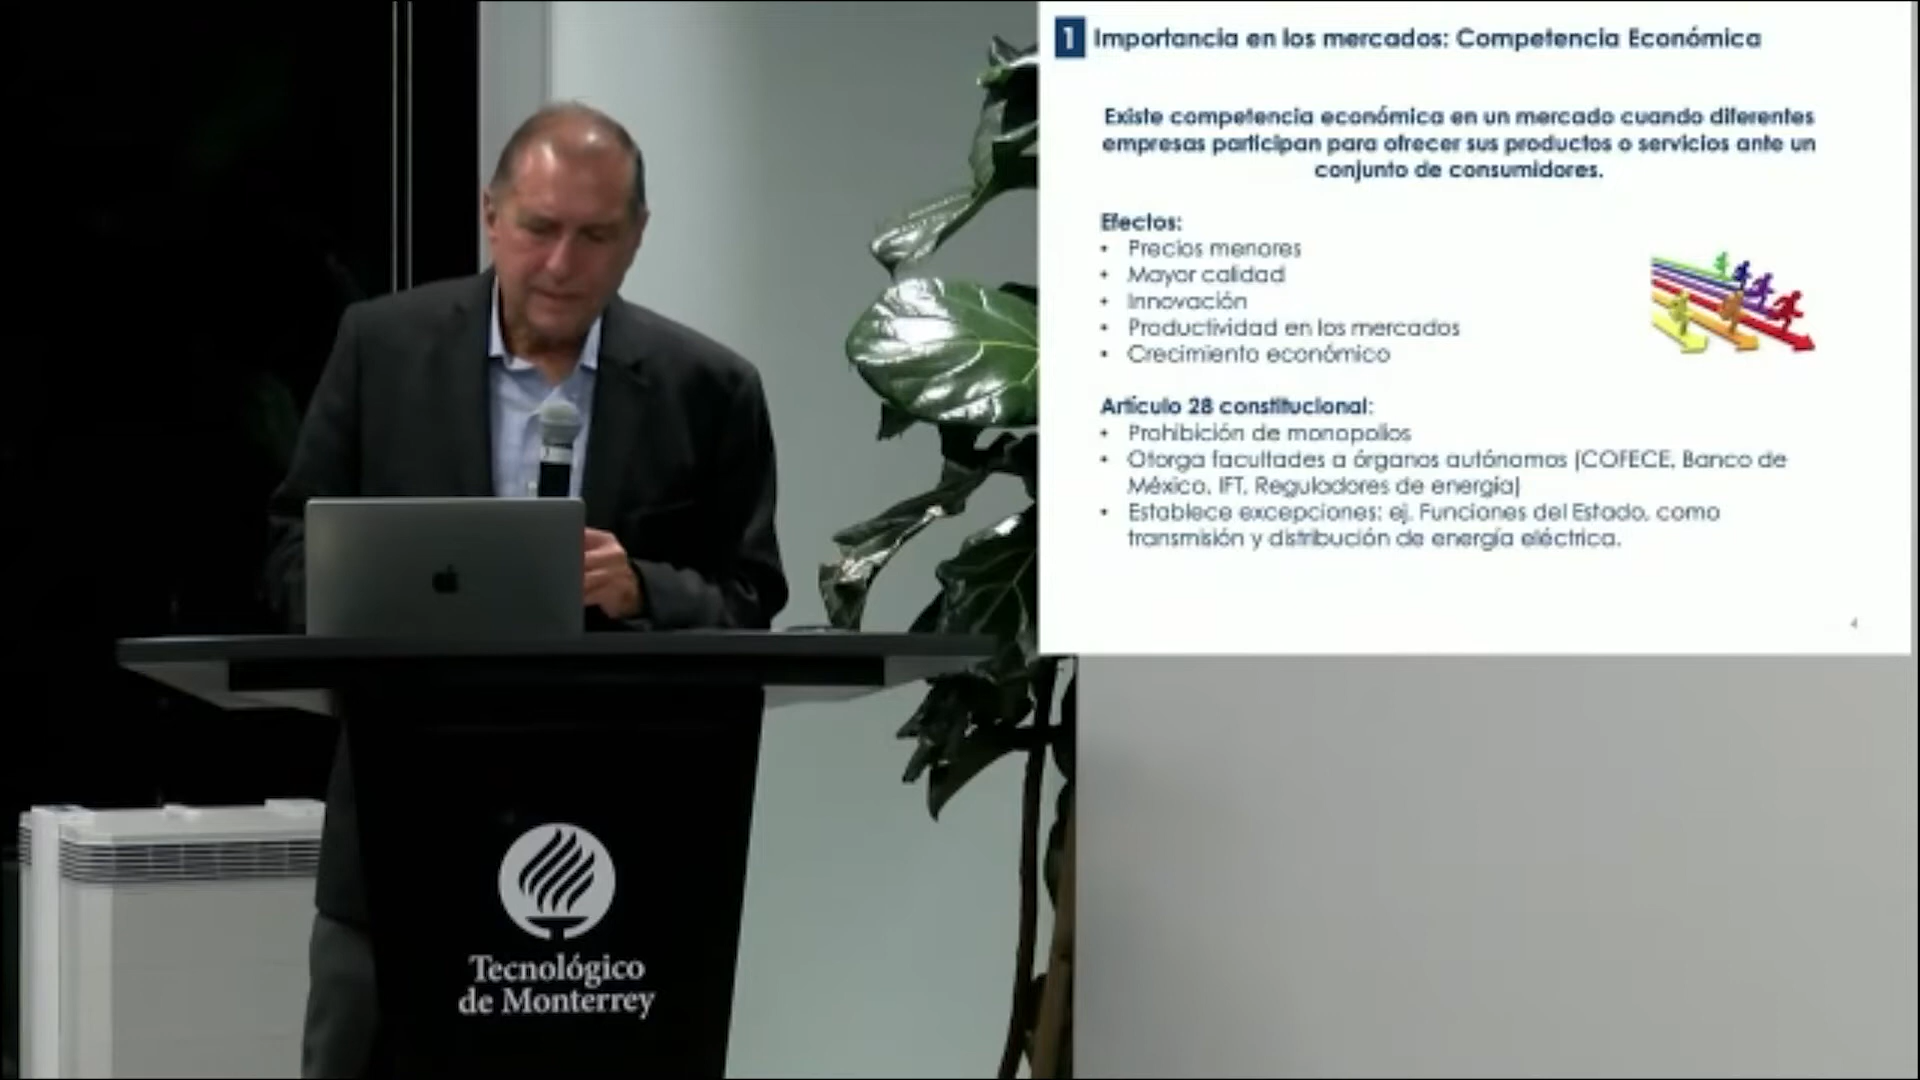 1 Importancia en los mercados: Competencia Económica
Existe competencia económica en un mercado cuando diferentes
empresas participan para ofrecer sus productos o servicios ante un
conjunto de consumidores.
Efectos:
• Precios menores
• Mayor calidad
• Innovación
• Productividad en los mercados
• Crecimiento económico
Artículo 28 constitucional:
• Prohibición de monopolios
• Otorga facultades a órganos autónomos (COFECE, Banco de
México, IFT, Reguladores de energía)
• Establece excepciones: ej. Funciones del Estado, como
transmisión y distribución de energía eléctrica.
4
Tecnológico
de Monterrey